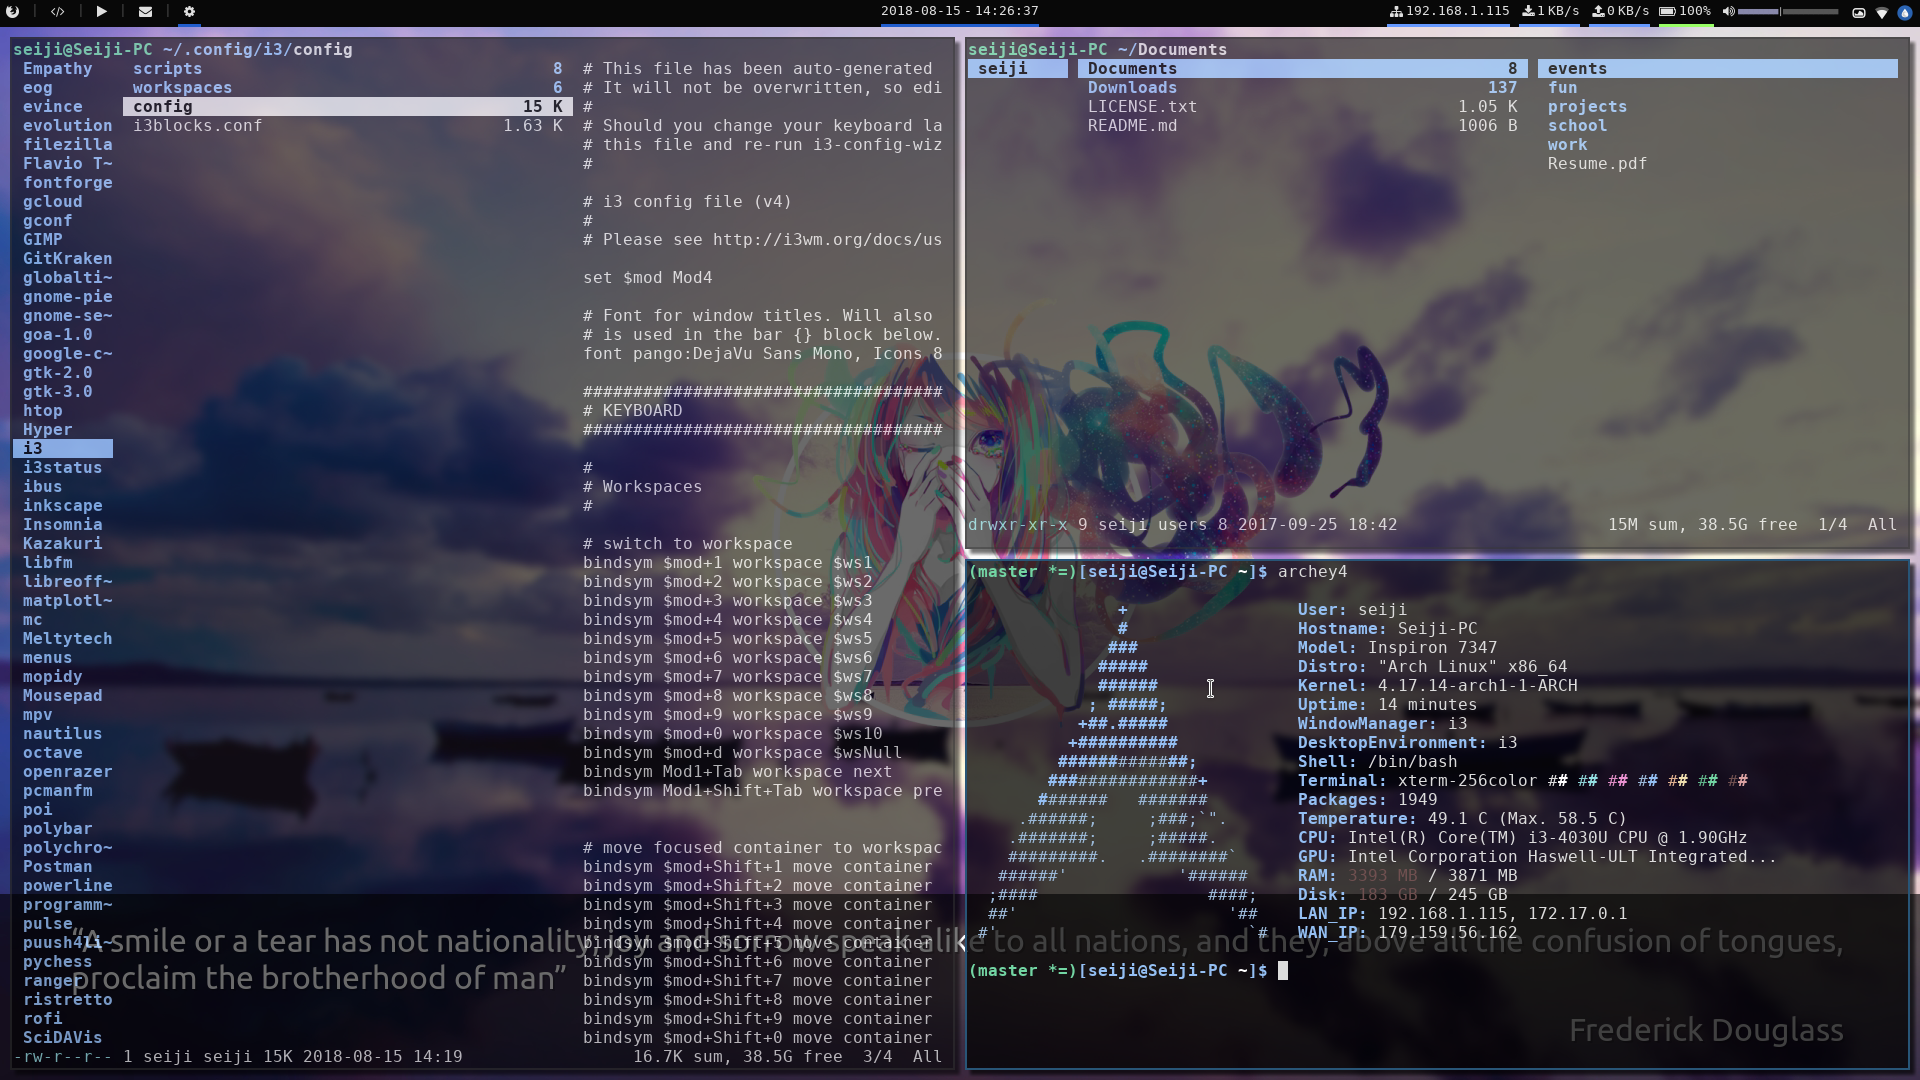 2018-08-15 - 14:26:37
192.168.1.115 1 KB/s 0 KB/s 100%
seiji@Seiji-PC ~/.config/i3/config
Empathy scripts 8 # This file has been auto-generated
eog workspaces 6 # It will not be overwritten, so edi
evince config 15 K #
evolution i3blocks.conf 1.63 K # Should you change your keyboard la
filezilla # this file and re-run i3-config-wiz
Flavio T~ #
fontforge
gcloud # i3 config file (v4)
gconf #
GIMP # Please see http://i3wm.org/docs/us
GitKraken
globalti~ set $mod Mod4
gnome-pie
gnome-se~ # Font for window titles. Will also
goa-1.0 # is used in the bar {} block below.
google-c~ font pango:DejaVu Sans Mono, Icons 8
gtk-2.0
gtk-3.0 ####################################
htop # KEYBOARD
Hyper ####################################
i3
i3status #
ibus # Workspaces
inkscape #
Insomnia
Kazakuri # switch to workspace
libfm bindsym $mod+1 workspace $ws1
libreoff~ bindsym $mod+2 workspace $ws2
matplotl~ bindsym $mod+3 workspace $ws3
mc bindsym $mod+4 workspace $ws4
Meltytech bindsym $mod+5 workspace $ws5
menus bindsym $mod+6 workspace $ws6
mopidy bindsym $mod+7 workspace $ws7
Mousepad bindsym $mod+8 workspace $ws8
mpv bindsym $mod+9 workspace $ws9
nautilus bindsym $mod+0 workspace $ws10
octave bindsym $mod+d workspace $wsNull
openrazer bindsym Mod1+Tab workspace next
pcmanfm bindsym Mod1+Shift+Tab workspace pre
poi
polybar
polychro~ # move focused container to workspac
Postman bindsym $mod+Shift+1 move container
powerline bindsym $mod+Shift+2 move container
programm~ bindsym $mod+Shift+3 move container
pulse bindsym $mod+Shift+4 move container
puush4li~ bindsym $mod+Shift+5 move container
pychess bindsym $mod+Shift+6 move container
ranger bindsym $mod+Shift+7 move container
ristretto bindsym $mod+Shift+8 move container
rofi bindsym $mod+Shift+9 move container
SciDAVis bindsym $mod+Shift+0 move container
-rw-r--r-- 1 seiji seiji 15K 2018-08-15 14:19 16.7K sum, 38.5G free 3/4 All
seiji@Seiji-PC ~/Documents
seiji Documents 8 events
Downloads 137 fun
LICENSE.txt 1.05 K projects
README.md 1006 B school
work
Resume.pdf
drwxr-xr-x 9 seiji users 8 2017-09-25 18:42 15M sum, 38.5G free 1/4 All
(master *=)[seiji@Seiji-PC ~]$ archey4
+ User: seiji
# Hostname: Seiji-PC
### Model: Inspiron 7347
##### Distro: "Arch Linux" x86_64
###### Kernel: 4.17.14-arch1-1-ARCH
; #####; Uptime: 14 minutes
+##.##### WindowManager: i3
+########## DesktopEnvironment: i3
#############; Shell: /bin/bash
###############+ Terminal: xterm-256color ## ## ## ## ## ## ##
####### ####### Packages: 1949
.######; ;###;`". Temperature: 49.1 C (Max. 58.5 C)
.#######; ;#####. CPU: Intel(R) Core(TM) i3-4030U CPU @ 1.90GHz
#########. .########` GPU: Intel Corporation Haswell-ULT Integrated...
######' '###### RAM: 3393 MB / 3871 MB
;#### ####; Disk: 183 GB / 245 GB
##' '## LAN_IP: 192.168.1.115, 172.17.0.1
#' `# WAN_IP: 179.159.56.162
(master *=)[seiji@Seiji-PC ~]$
“A smile or a tear has not nationality; joy and sorrow speak alike to all nations, and they, above all the confusion of tongues,
proclaim the brotherhood of man”
Frederick Douglass